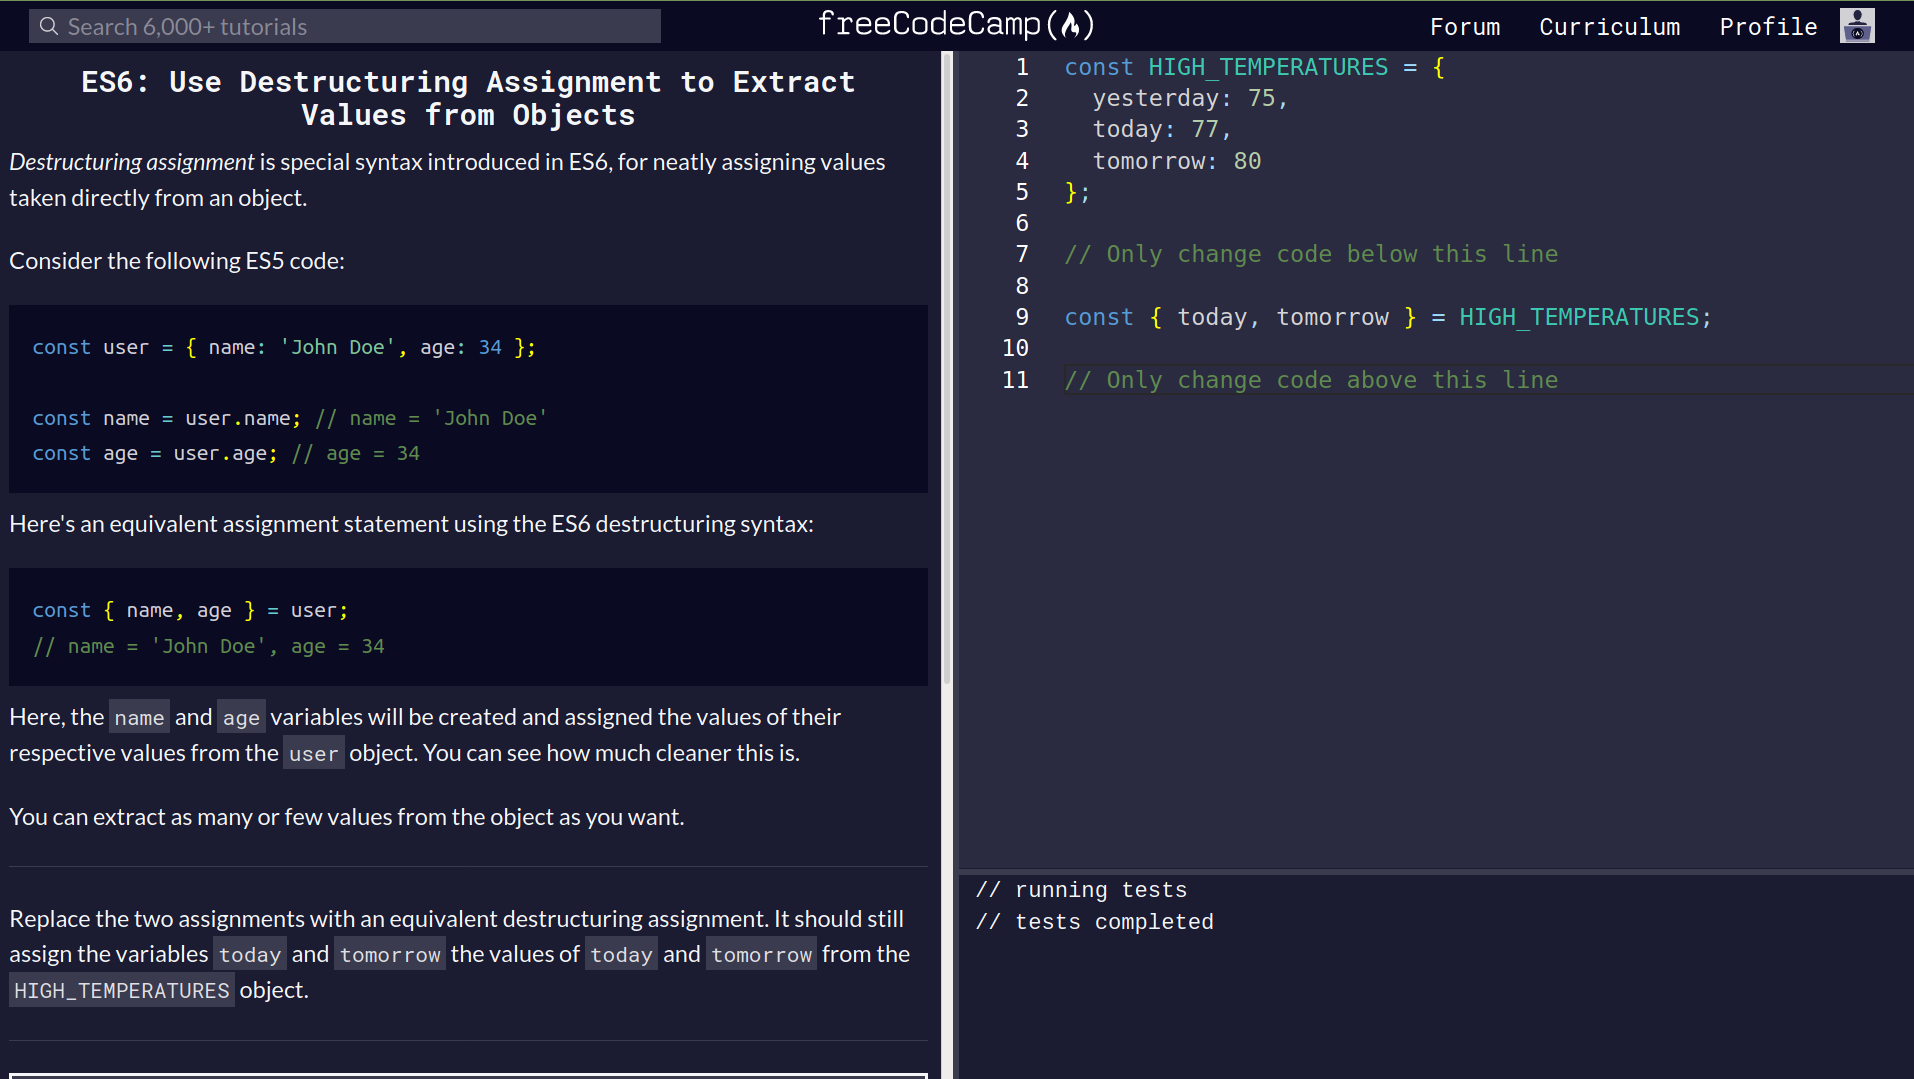 Search 6,000+ tutorials
freeCodeCamp(🔥)
Forum Curriculum Profile
ES6: Use Destructuring Assignment to Extract
Values from Objects
Destructuring assignment is special syntax introduced in ES6, for neatly assigning values
taken directly from an object.
Consider the following ES5 code:
const user = { name: 'John Doe', age: 34 };
const name = user.name; // name = 'John Doe'
const age = user.age; // age = 34
Here's an equivalent assignment statement using the ES6 destructuring syntax:
const { name, age } = user;
// name = 'John Doe', age = 34
Here, the name and age variables will be created and assigned the values of their
respective values from the user object. You can see how much cleaner this is.
You can extract as many or few values from the object as you want.
Replace the two assignments with an equivalent destructuring assignment. It should still
assign the variables today and tomorrow the values of today and tomorrow from the
HIGH_TEMPERATURES object.
1 const HIGH_TEMPERATURES = {
2 yesterday: 75,
3 today: 77,
4 tomorrow: 80
5 };
6
7 // Only change code below this line
8
9 const { today, tomorrow } = HIGH_TEMPERATURES;
10
11 // Only change code above this line
// running tests
// tests completed